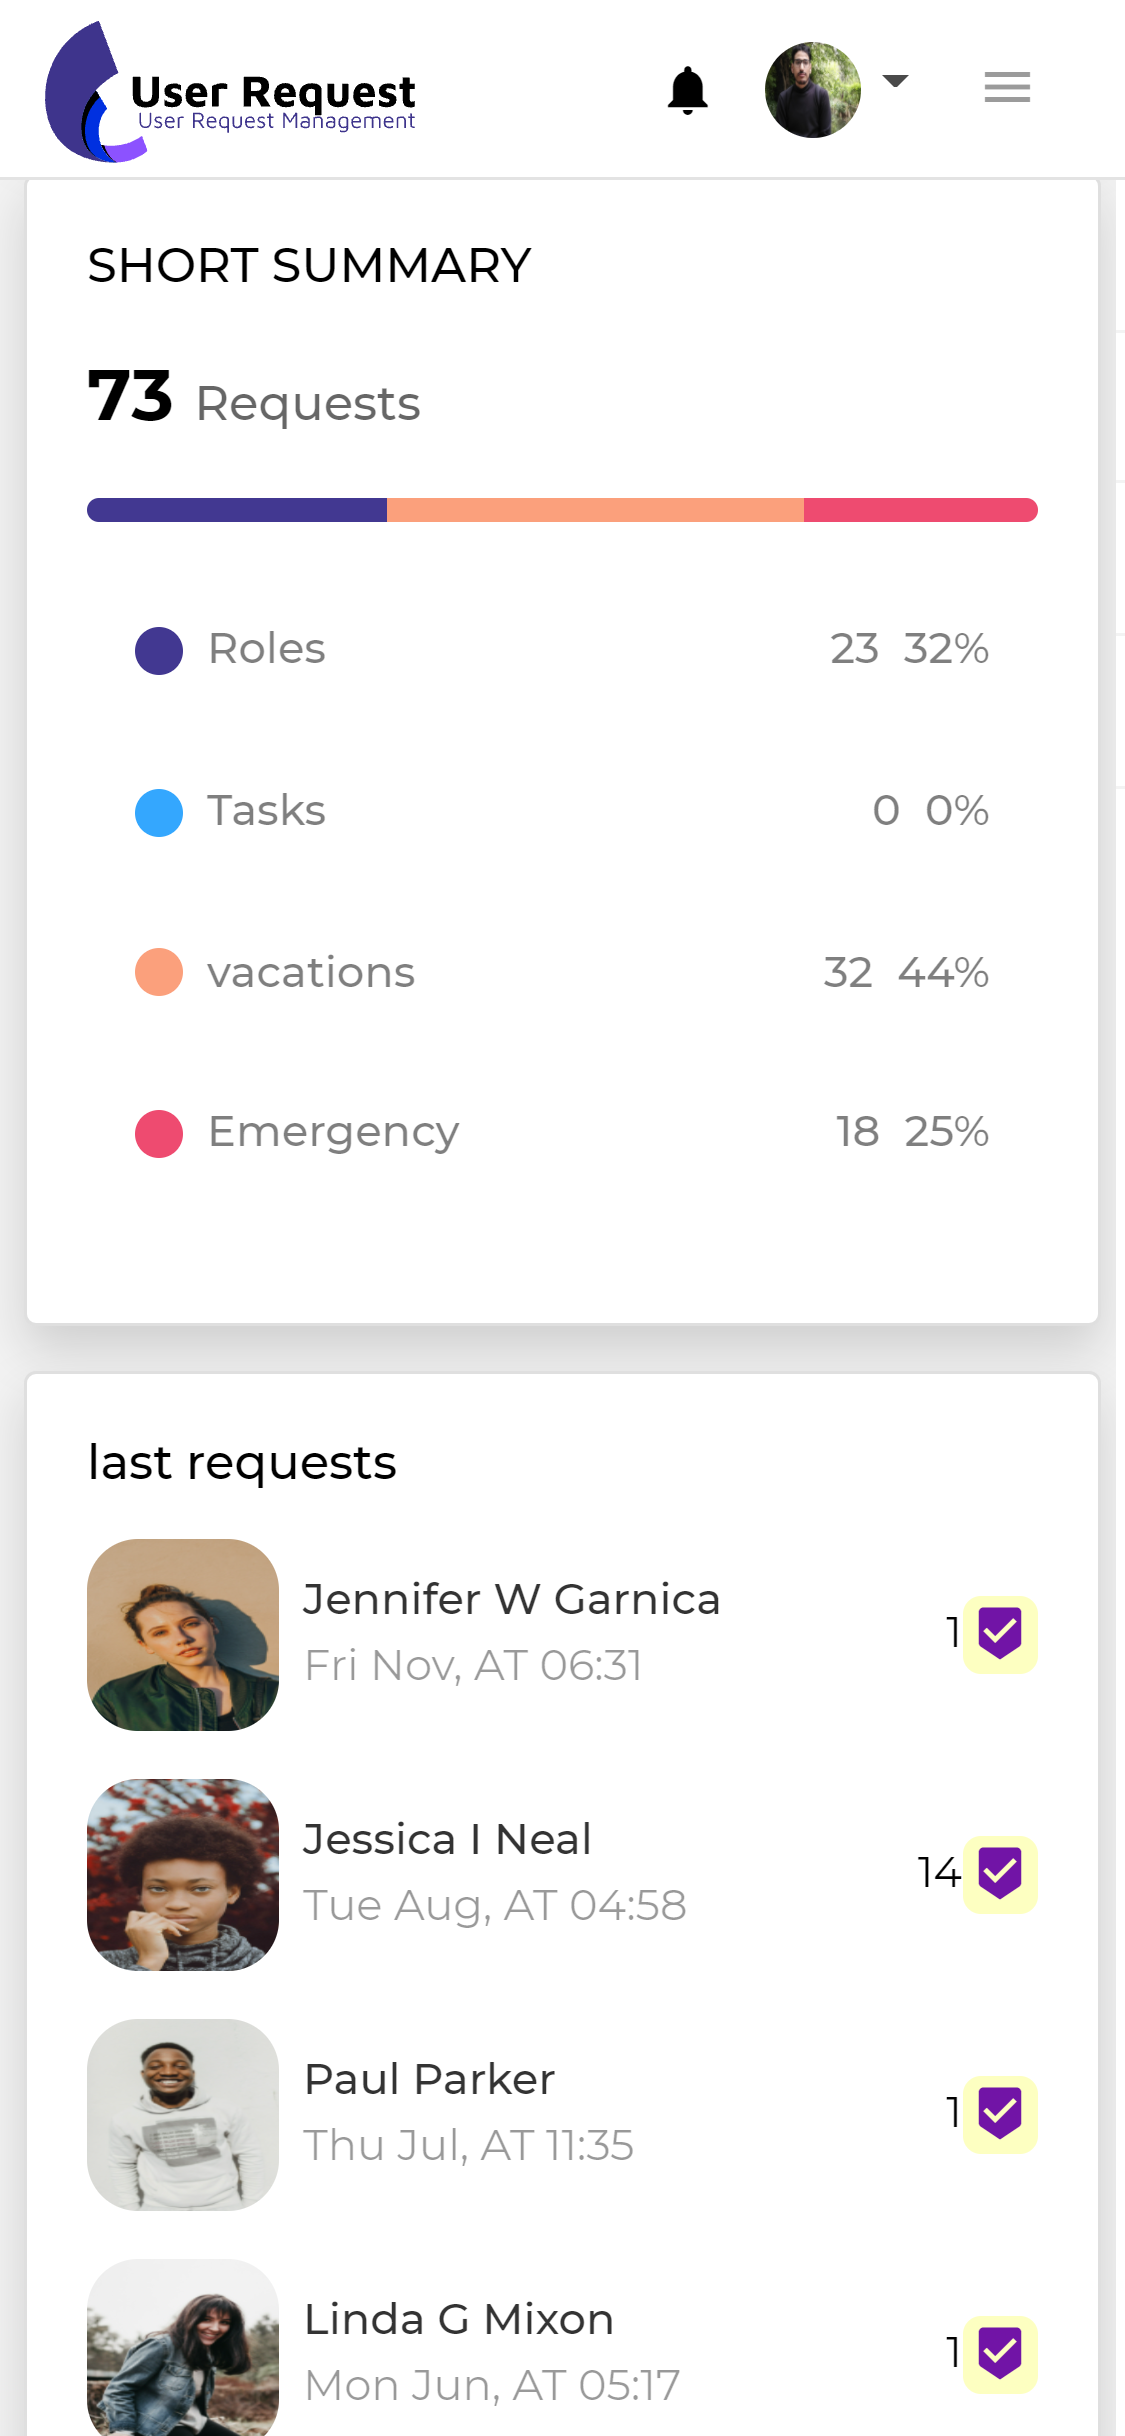 User Request
User Request Management
SHORT SUMMARY
73 Requests
Roles 23 32%
Tasks 0 0%
vacations 32 44%
Emergency 18 25%
last requests
Jennifer W Garnica
Fri Nov, AT 06:31
1
Jessica I Neal
Tue Aug, AT 04:58
14
Paul Parker
Thu Jul, AT 11:35
1
Linda G Mixon
Mon Jun, AT 05:17
1